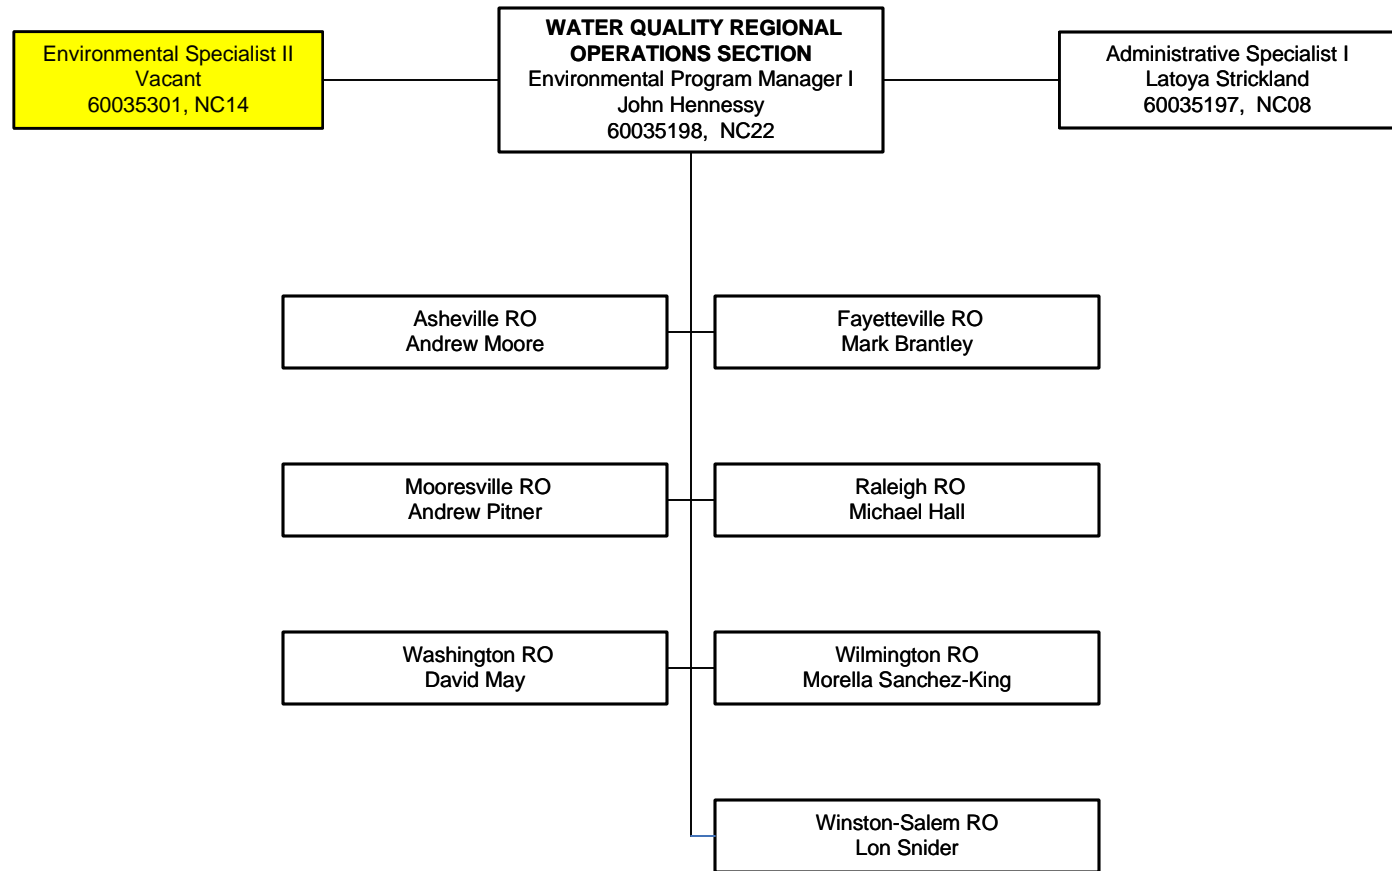 Environmental Specialist II
Vacant
60035301, NC14
WATER QUALITY REGIONAL
OPERATIONS SECTION
Environmental Program Manager I
John Hennessy
60035198, NC22
Administrative Specialist I
Latoya Strickland
60035197, NC08
Asheville RO
Andrew Moore
Fayetteville RO
Mark Brantley
Mooresville RO
Andrew Pitner
Raleigh RO
Michael Hall
Washington RO
David May
Wilmington RO
Morella Sanchez-King
Winston-Salem RO
Lon Snider